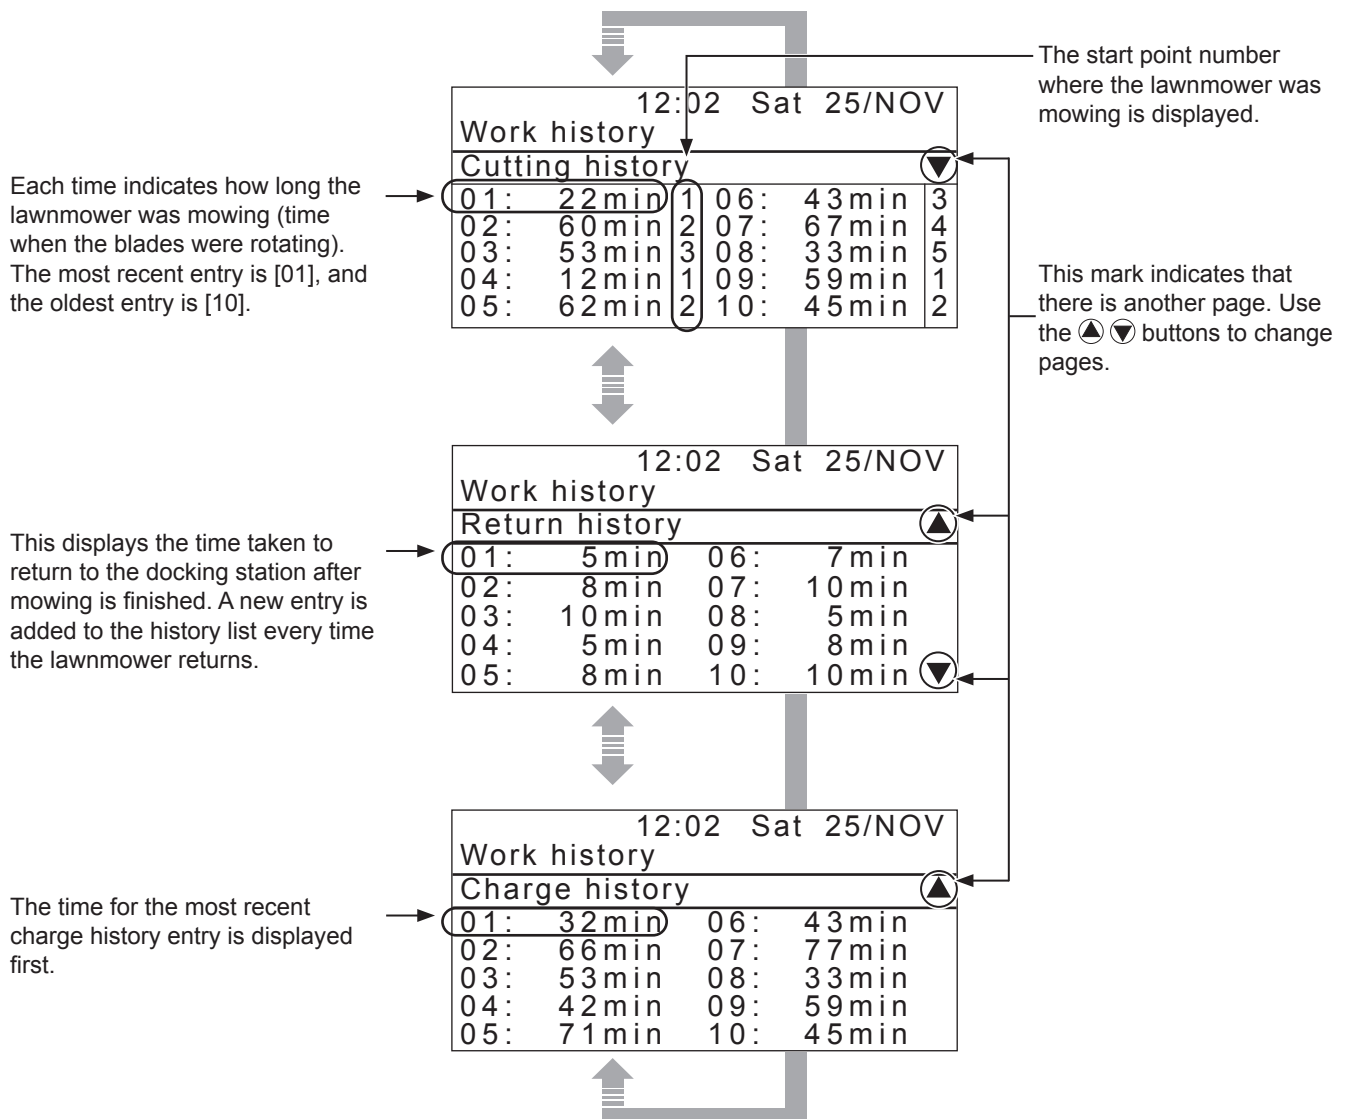 The start point number
where the lawnmower was
mowing is displayed.
12:02 Sat 25/NOV
Work history
Cutting history ▼
01: 22min 1 06: 43min 3
02: 60min 2 07: 67min 4
03: 53min 3 08: 33min 5
04: 12min 1 09: 59min 1
05: 62min 2 10: 45min 2
Each time indicates how long the
lawnmower was mowing (time
when the blades were rotating).
The most recent entry is [01], and
the oldest entry is [10].
This mark indicates that
there is another page. Use
the ▲ ▼ buttons to change
pages.
12:02 Sat 25/NOV
Work history
Return history ▲
01: 5min 06: 7min
02: 8min 07: 10min
03: 10min 08: 5min
04: 5min 09: 8min
05: 8min 10: 10min ▼
This displays the time taken to
return to the docking station after
mowing is finished. A new entry is
added to the history list every time
the lawnmower returns.
12:02 Sat 25/NOV
Work history
Charge history ▲
01: 32min 06: 43min
02: 66min 07: 77min
03: 53min 08: 33min
04: 42min 09: 59min
05: 71min 10: 45min
The time for the most recent
charge history entry is displayed
first.